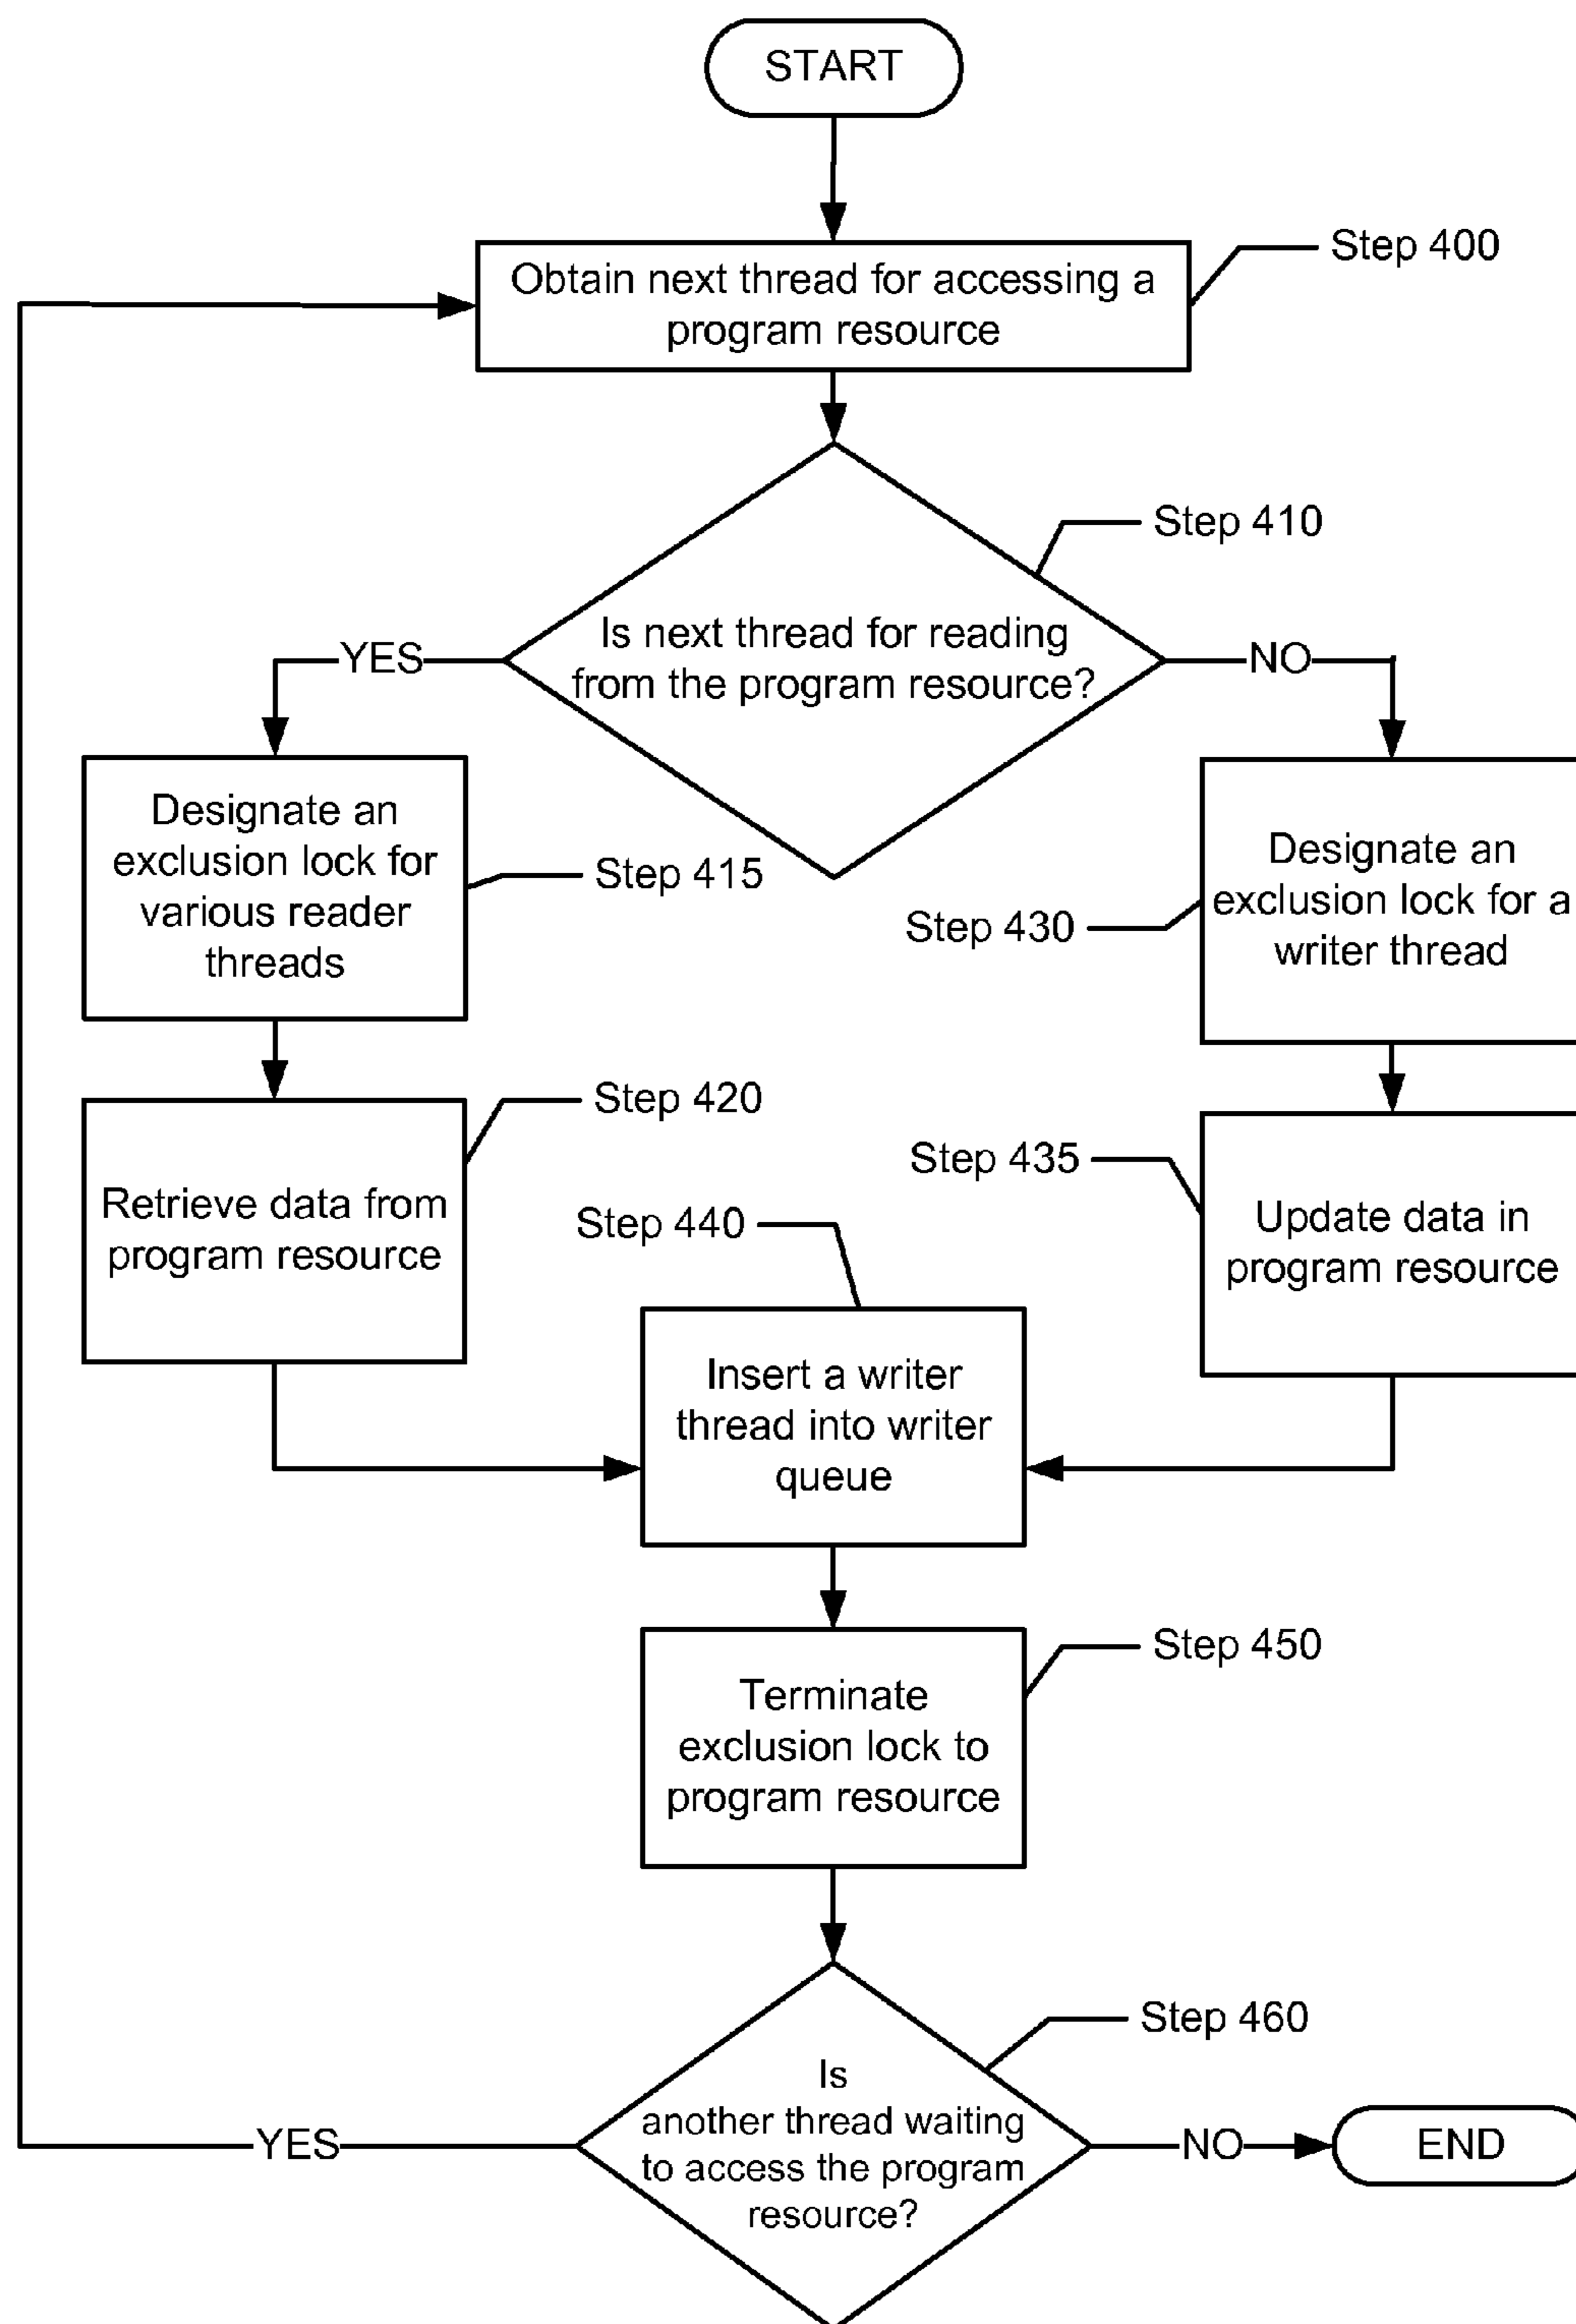 START
Step 400
Obtain next thread for accessing a
program resource
Step 410
Is next thread for reading
from the program resource?
YES
NO
Designate an
exclusion lock for
various reader
threads
Step 415
Step 430
Designate an
exclusion lock for a
writer thread
Step 420
Retrieve data from
program resource
Step 435
Update data in
program resource
Step 440
Insert a writer
thread into writer
queue
Step 450
Terminate
exclusion lock to
program resource
Step 460
Is
another thread waiting
to access the program
resource?
YES
NO
END